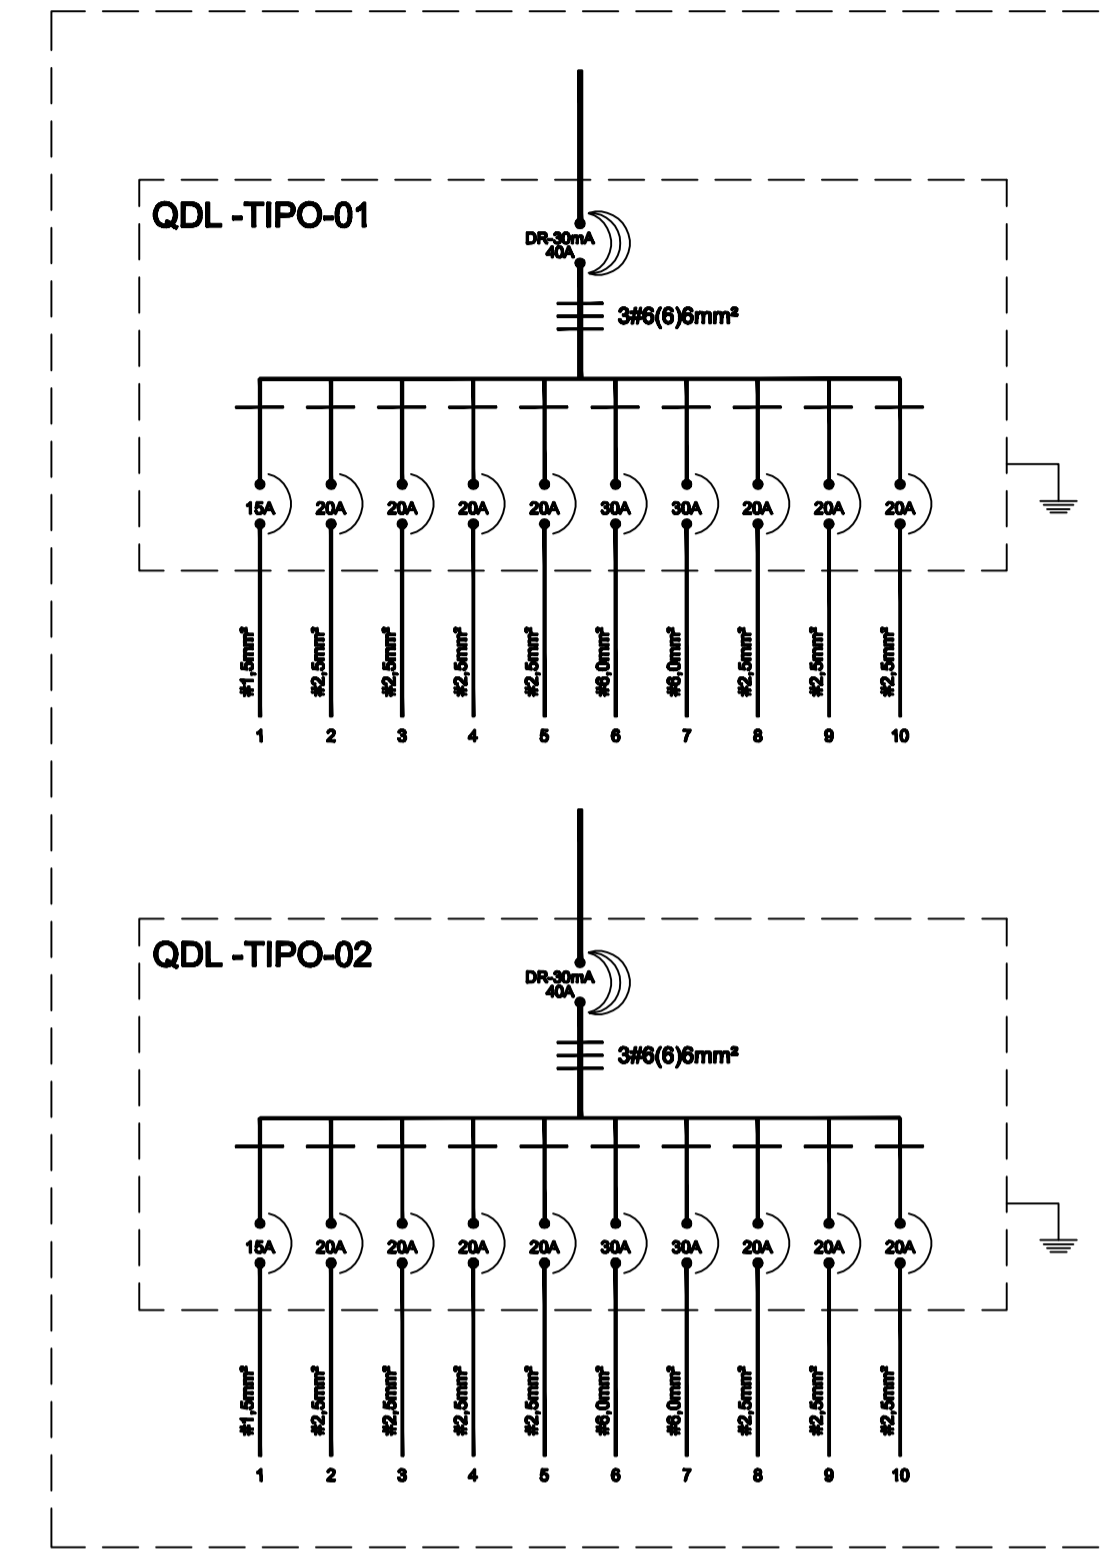 QDL -TIPO-01
DR-30mA
40A
3#6(6)6mm²
15A 20A 20A 20A 20A 30A 30A 20A 20A 20A
#1,5mm² #2,5mm² #2,5mm² #2,5mm² #2,5mm² #6,0mm² #6,0mm² #2,5mm² #2,5mm² #2,5mm²
1 2 3 4 5 6 7 8 9 10
QDL -TIPO-02
DR-30mA
40A
3#6(6)6mm²
15A 20A 20A 20A 20A 30A 30A 20A 20A 20A
#1,5mm² #2,5mm² #2,5mm² #2,5mm² #2,5mm² #6,0mm² #6,0mm² #2,5mm² #2,5mm² #2,5mm²
1 2 3 4 5 6 7 8 9 10